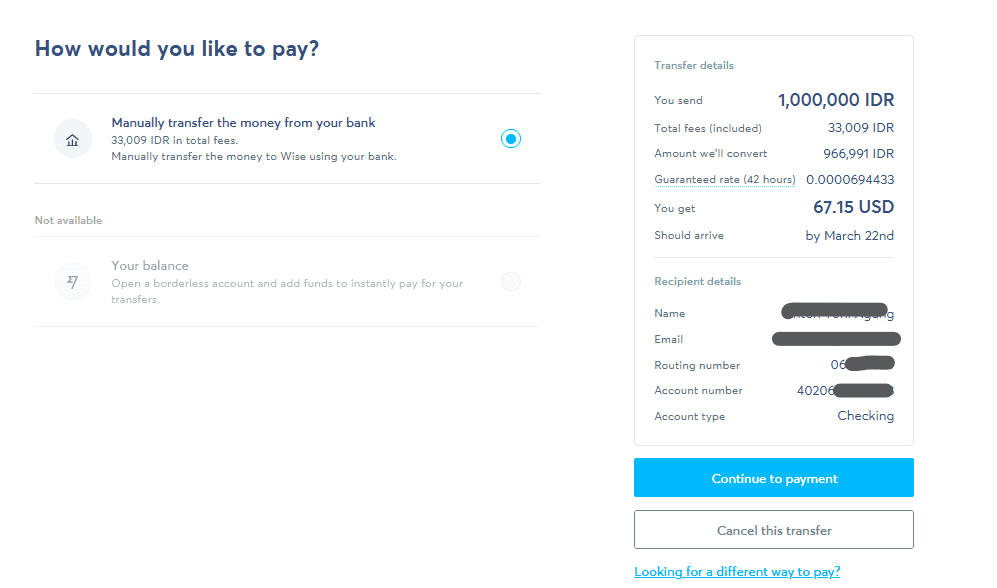 How would you like to pay?
Manually transfer the money from your bank
33,009 IDR in total fees.
Manually transfer the money to Wise using your bank.
Not available
Your balance
Open a borderless account and add funds to instantly pay for your
transfers.
Transfer details
You send 1,000,000 IDR
Total fees (included) 33,009 IDR
Amount we'll convert 966,991 IDR
Guaranteed rate (42 hours) 0.0000694433
You get 67.15 USD
Should arrive by March 22nd
Recipient details
Name
Email
Routing number 06
Account number 40206
Account type Checking
Continue to payment
Cancel this transfer
Looking for a different way to pay?